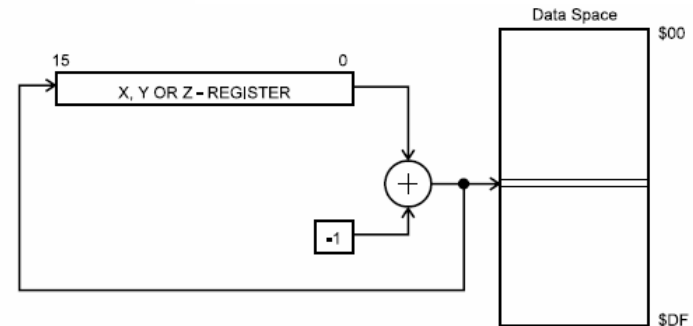 Data Space
$00
15 0
X, Y OR Z - REGISTER
+
-1
$DF